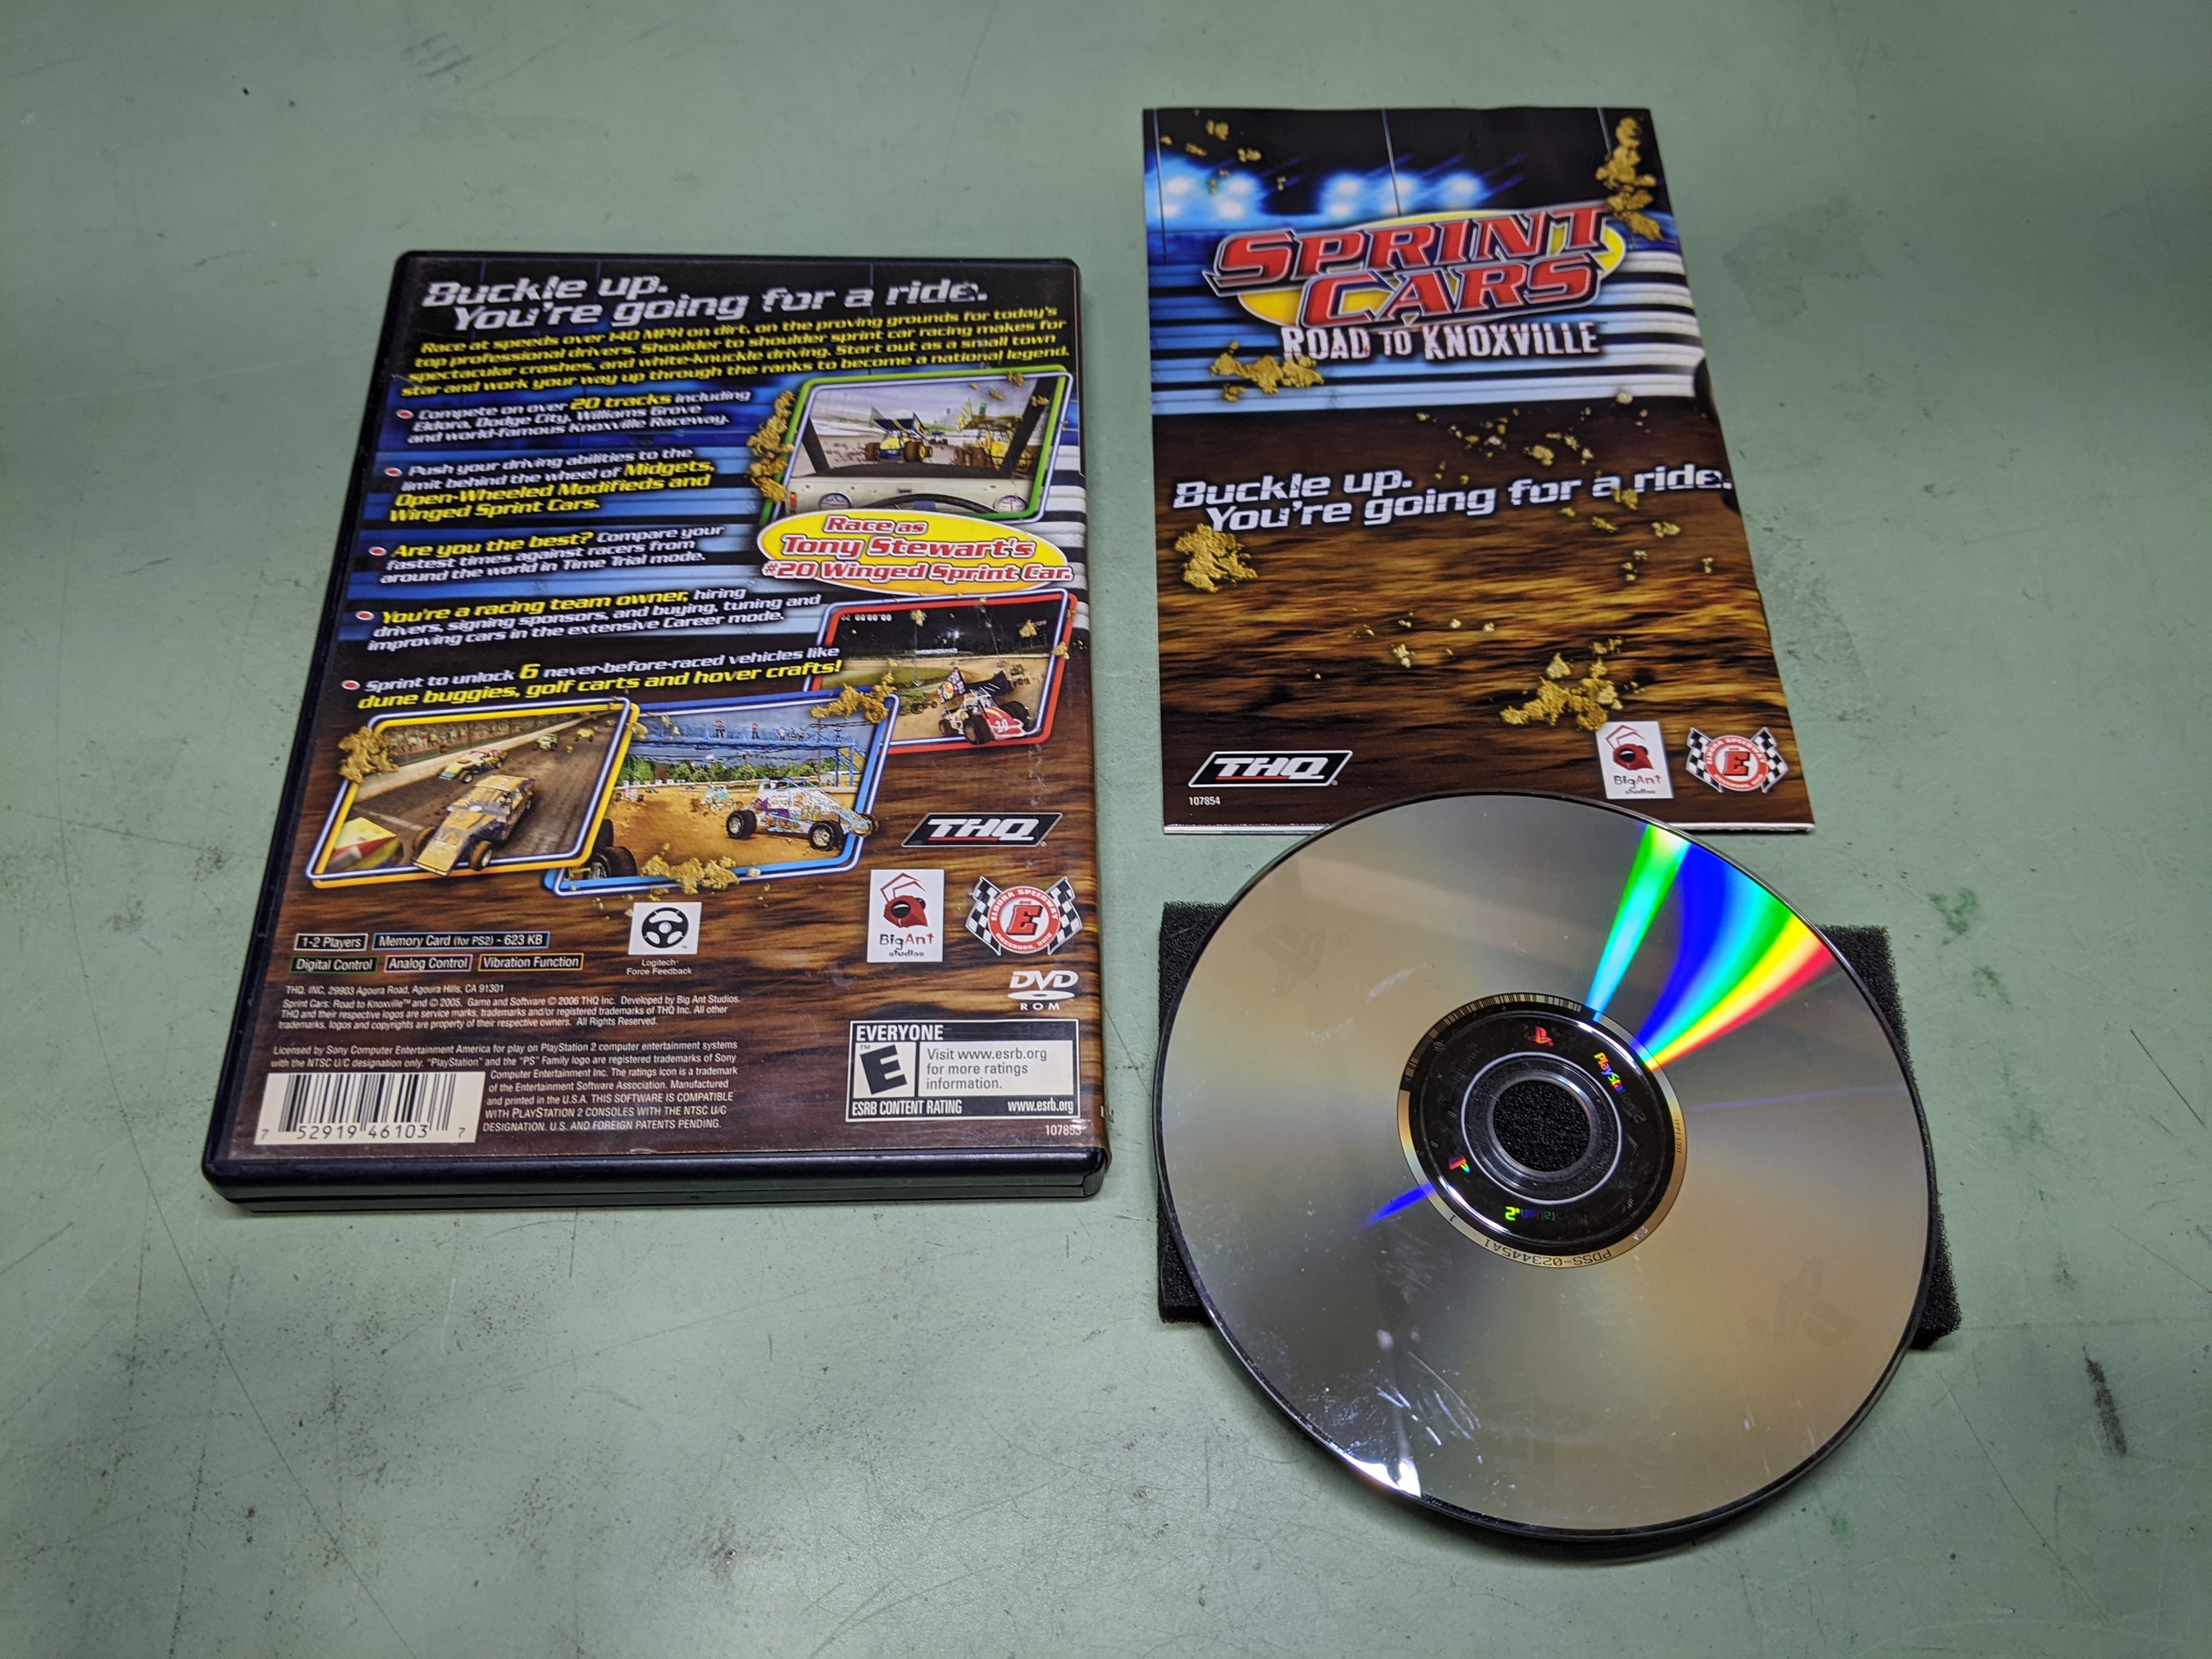 Buckle up.
You're going for a ride.
Race at speeds over 140 MPH on dirt, on the proving grounds for today's
top professional drivers. Shoulder to shoulder sprint car racing makes for
spectacular crashes, and white-knuckle driving. Start out as a small town
star and work your way up through the ranks to become a national legend.
Compete on over 20 tracks including
Eldora, Dodge City, Williams Grove
and world-famous Knoxville Raceway.
Push your driving abilities to the
limit behind the wheel of Midgets,
Open-Wheeled Modifieds and
Winged Sprint Cars.
Are you the best? Compare your
fastest times against racers from
around the world in Time Trial mode.
You're a racing team owner, hiring
drivers, signing sponsors, and buying, tuning and
improving cars in the extensive Career mode.
Sprint to unlock 6 never-before-raced vehicles like
dune buggies, golf carts and hover crafts!
Race as
Tony Stewart's
#20 Winged Sprint Car.
THQ
BigAnt
studios
ELDORA SPEEDWAY
E
ROSSBURG, OHIO
1-2 Players
Memory Card (for PS2) - 623 KB
Digital Control
Analog Control
Vibration Function
Logitech
Force Feedback
DVD
ROM
THQ, INC. 29903 Agoura Road, Agoura Hills, CA 91301
Sprint Cars: Road to Knoxville™ and © 2005. Game and Software © 2006 THQ Inc. Developed by Big Ant Studios.
THQ and their respective logos are service marks, trademarks and/or registered trademarks of THQ Inc. All other
trademarks, logos and copyrights are property of their respective owners. All Rights Reserved.
Licensed by Sony Computer Entertainment America for play on PlayStation 2 computer entertainment systems
with the NTSC U/C designation only. "PlayStation" and the "PS" Family logo are registered trademarks of Sony
Computer Entertainment Inc. The ratings icon is a trademark
of the Entertainment Software Association. Manufactured
and printed in the U.S.A. THIS SOFTWARE IS COMPATIBLE
WITH PLAYSTATION 2 CONSOLES WITH THE NTSC U/C
DESIGNATION. U.S. AND FOREIGN PATENTS PENDING.
7 52919 46103 7
EVERYONE
E
Visit www.esrb.org
for more ratings
information.
ESRB CONTENT RATING www.esrb.org
107853
SPRINT
CARS
ROAD TO KNOXVILLE
Buckle up.
You're going for a ride.
THQ
107854
BigAnt
studios
ELDORA SPEEDWAY
E
ROSSBURG, OHIO
PlayStation 2
PlayStation 2
PDSS-023445A1